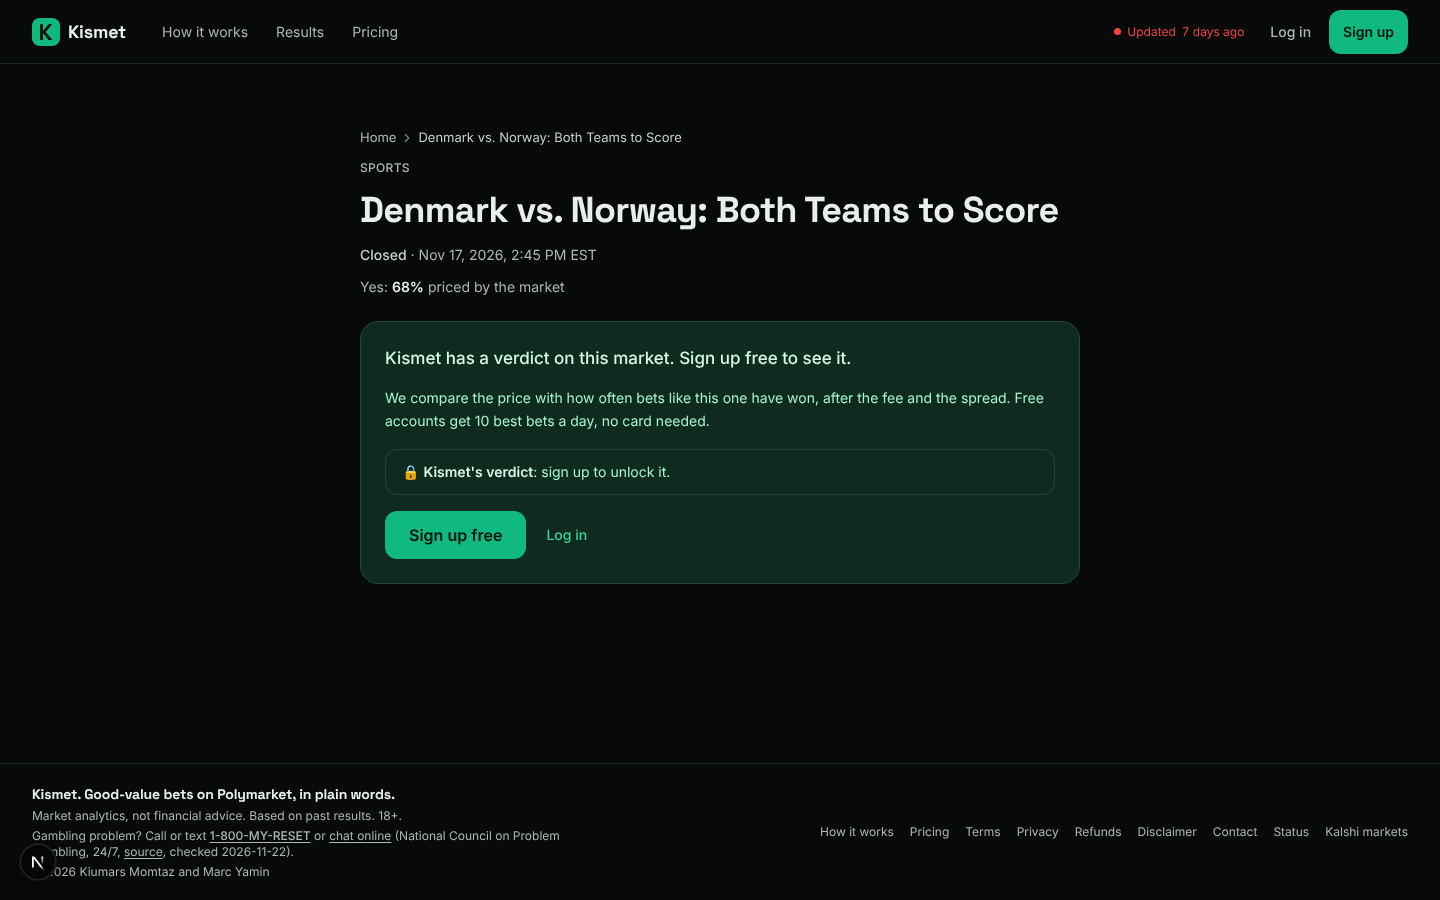 K Kismet How it works Results Pricing Updated 7 days ago Log in Sign up
Home > Denmark vs. Norway: Both Teams to Score
SPORTS
Denmark vs. Norway: Both Teams to Score
Closed · Nov 17, 2026, 2:45 PM EST
Yes: 68% priced by the market
Kismet has a verdict on this market. Sign up free to see it.
We compare the price with how often bets like this one have won, after the fee and the spread. Free
accounts get 10 best bets a day, no card needed.
🔒 Kismet's verdict: sign up to unlock it.
Sign up free Log in
Kismet. Good-value bets on Polymarket, in plain words.
Market analytics, not financial advice. Based on past results. 18+.
Gambling problem? Call or text 1-800-MY-RESET or chat online (National Council on Problem
mbling, 24/7, source, checked 2026-11-22).
026 Kiumars Momtaz and Marc Yamin
How it works Pricing Terms Privacy Refunds Disclaimer Contact Status Kalshi markets
N